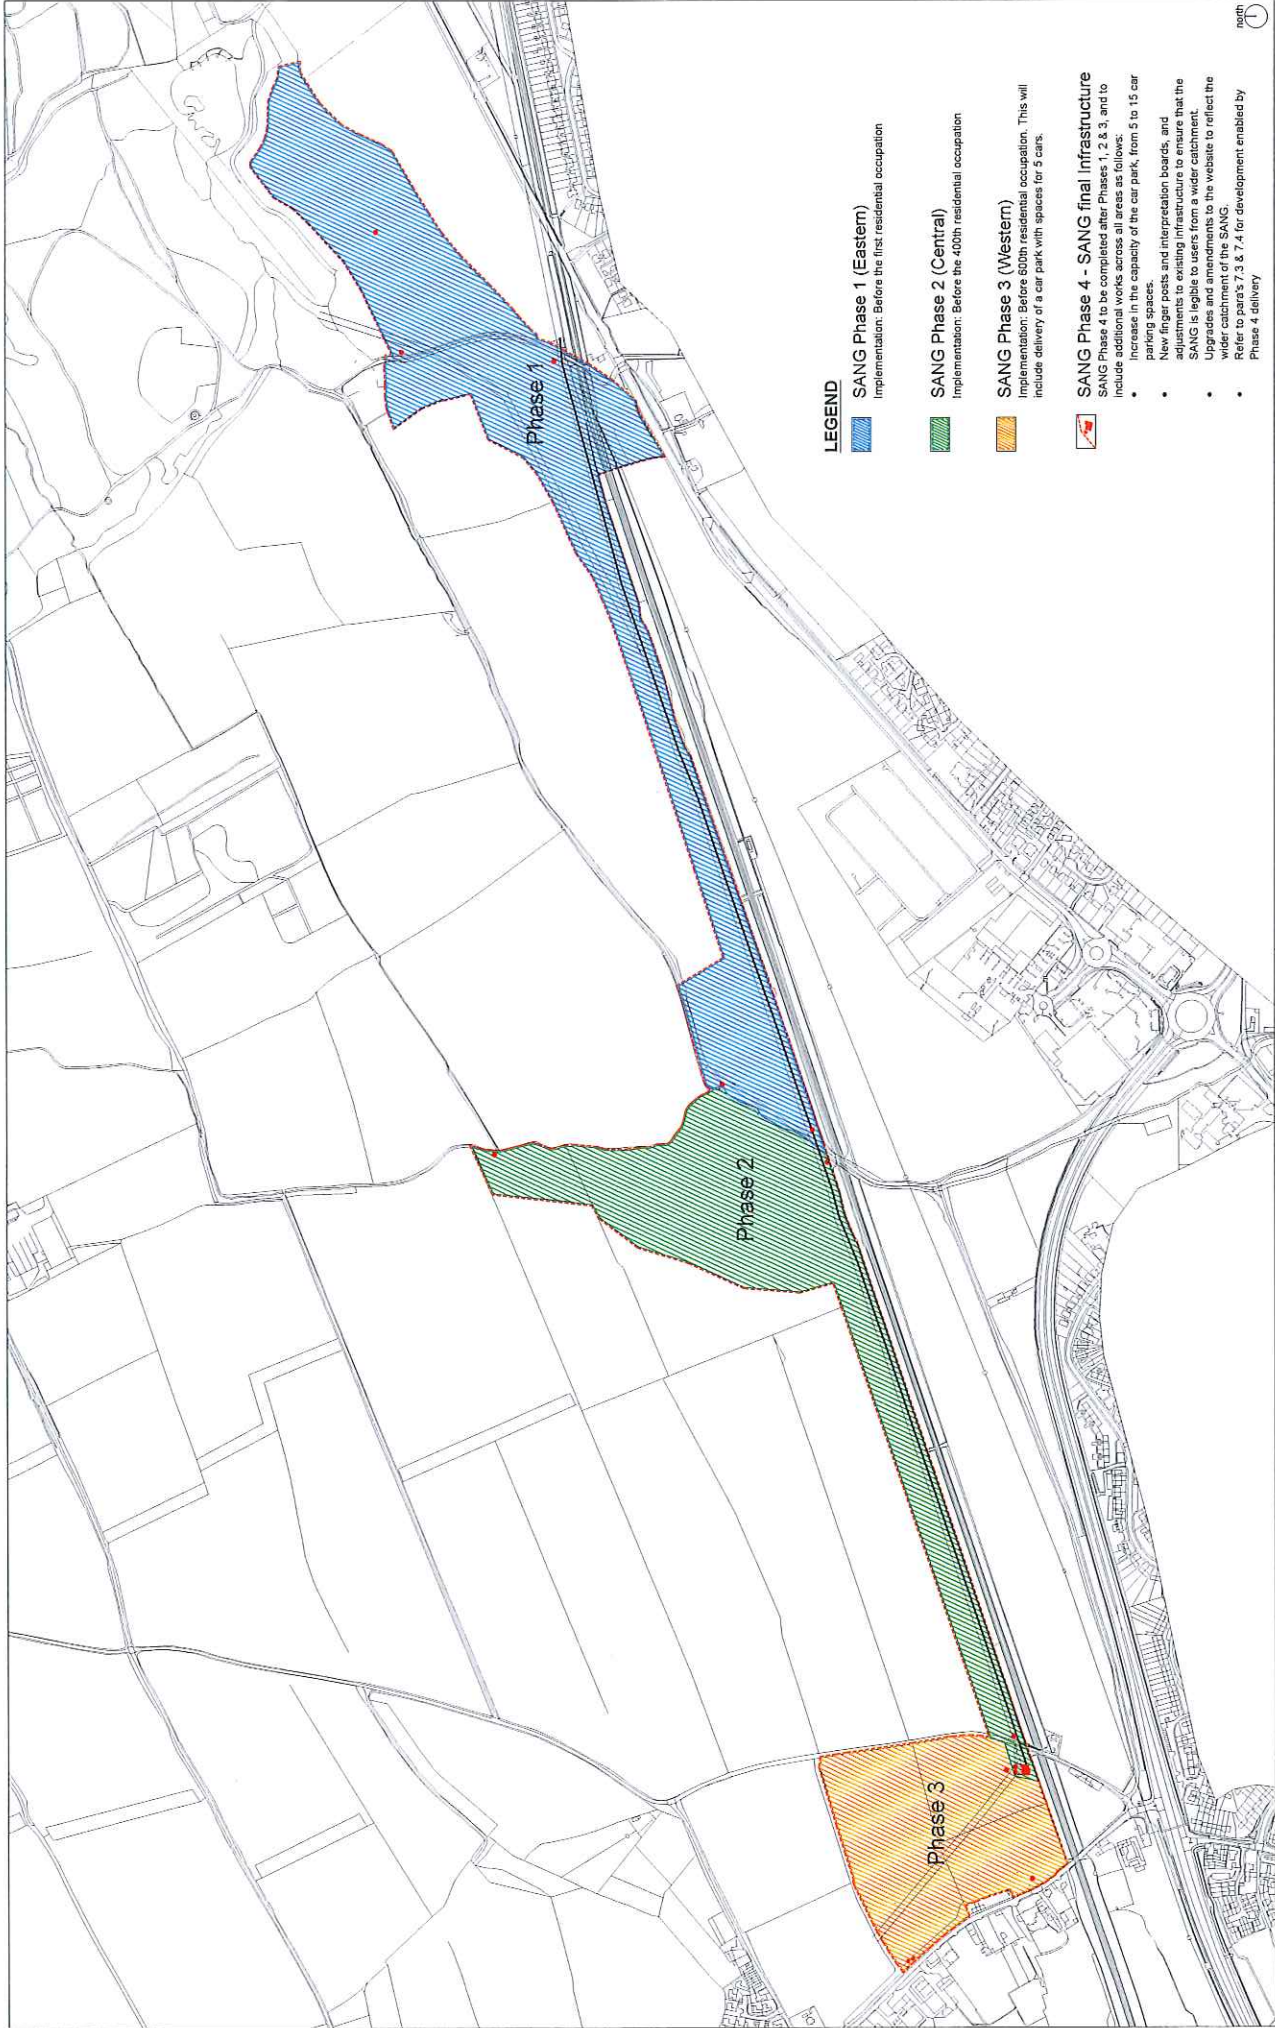 Phase 1
Phase 2
Phase 3
LEGEND
SANG Phase 1 (Eastern)
Implementation: Before the first residential occupation
SANG Phase 2 (Central)
Implementation: Before the 400th residential occupation
SANG Phase 3 (Western)
Implementation: Before 600th residential occupation. This will
include delivery of a car park with spaces for 5 cars.
SANG Phase 4 - SANG final Infrastructure
SANG Phase 4 to be completed after Phases 1, 2 & 3, and to
include additional works across all areas as follows:
• Increase in the capacity of the car park, from 5 to 15 car
parking spaces.
• New finger posts and interpretation boards, and
adjustments to existing infrastructure to ensure that the
SANG is legible to users from a wider catchment.
• Upgrades and amendments to the website to reflect the
wider catchment of the SANG.
• Refer to para's 7.3 & 7.4 for development enabled by
Phase 4 delivery
north